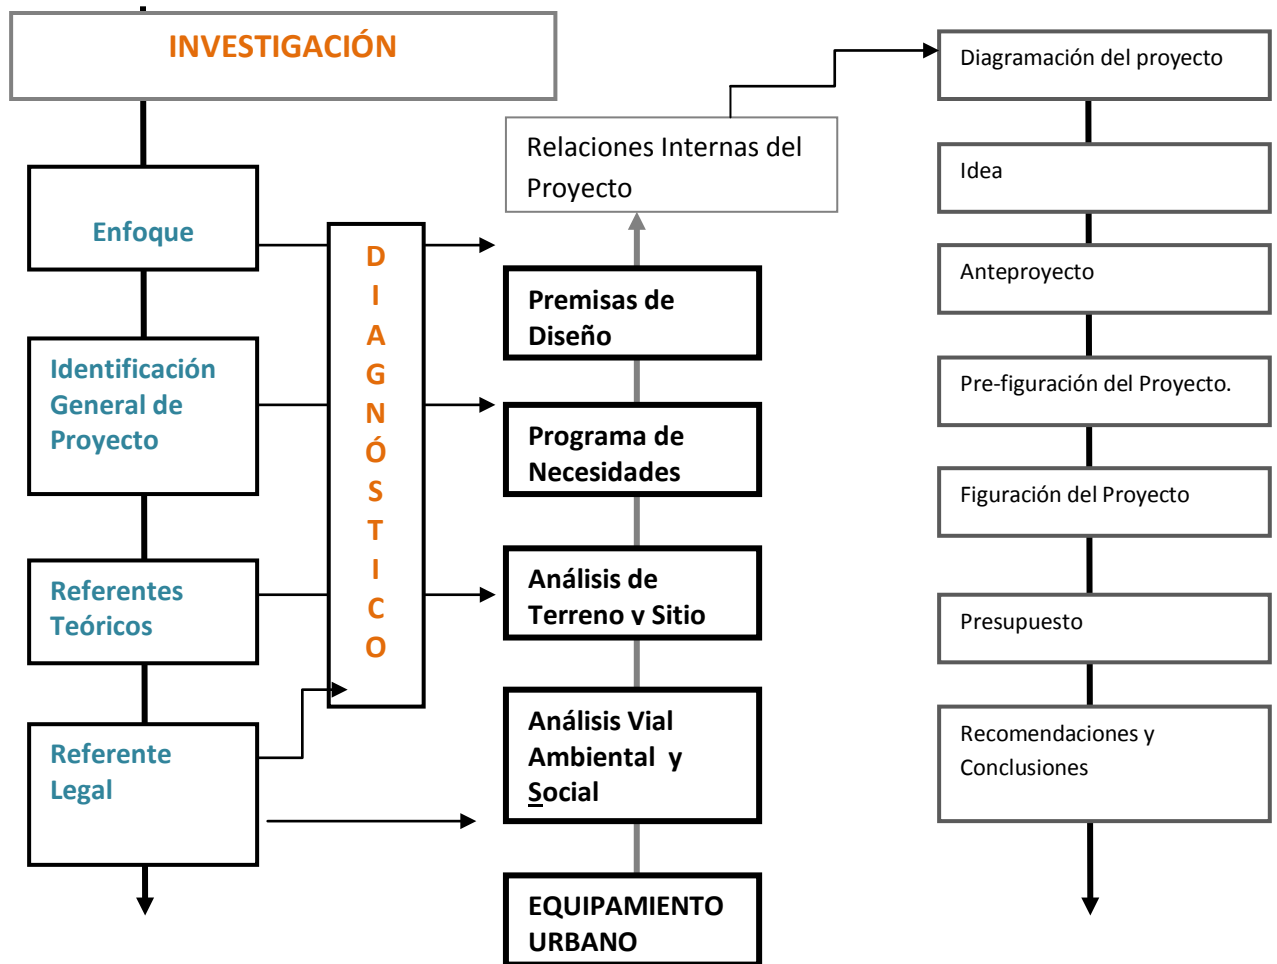 INVESTIGACIÓN
Enfoque
Identificación
General de
Proyecto
Referentes
Teóricos
Referente
Legal
D
I
A
G
N
Ó
S
T
I
C
O
Relaciones Internas del
Proyecto
Premisas de
Diseño
Programa de
Necesidades
Análisis de
Terreno y Sitio
Análisis Vial
Ambiental y
Social
EQUIPAMIENTO
URBANO
Diagramación del proyecto
Idea
Anteproyecto
Pre-figuración del Proyecto.
Figuración del Proyecto
Presupuesto
Recomendaciones y
Conclusiones